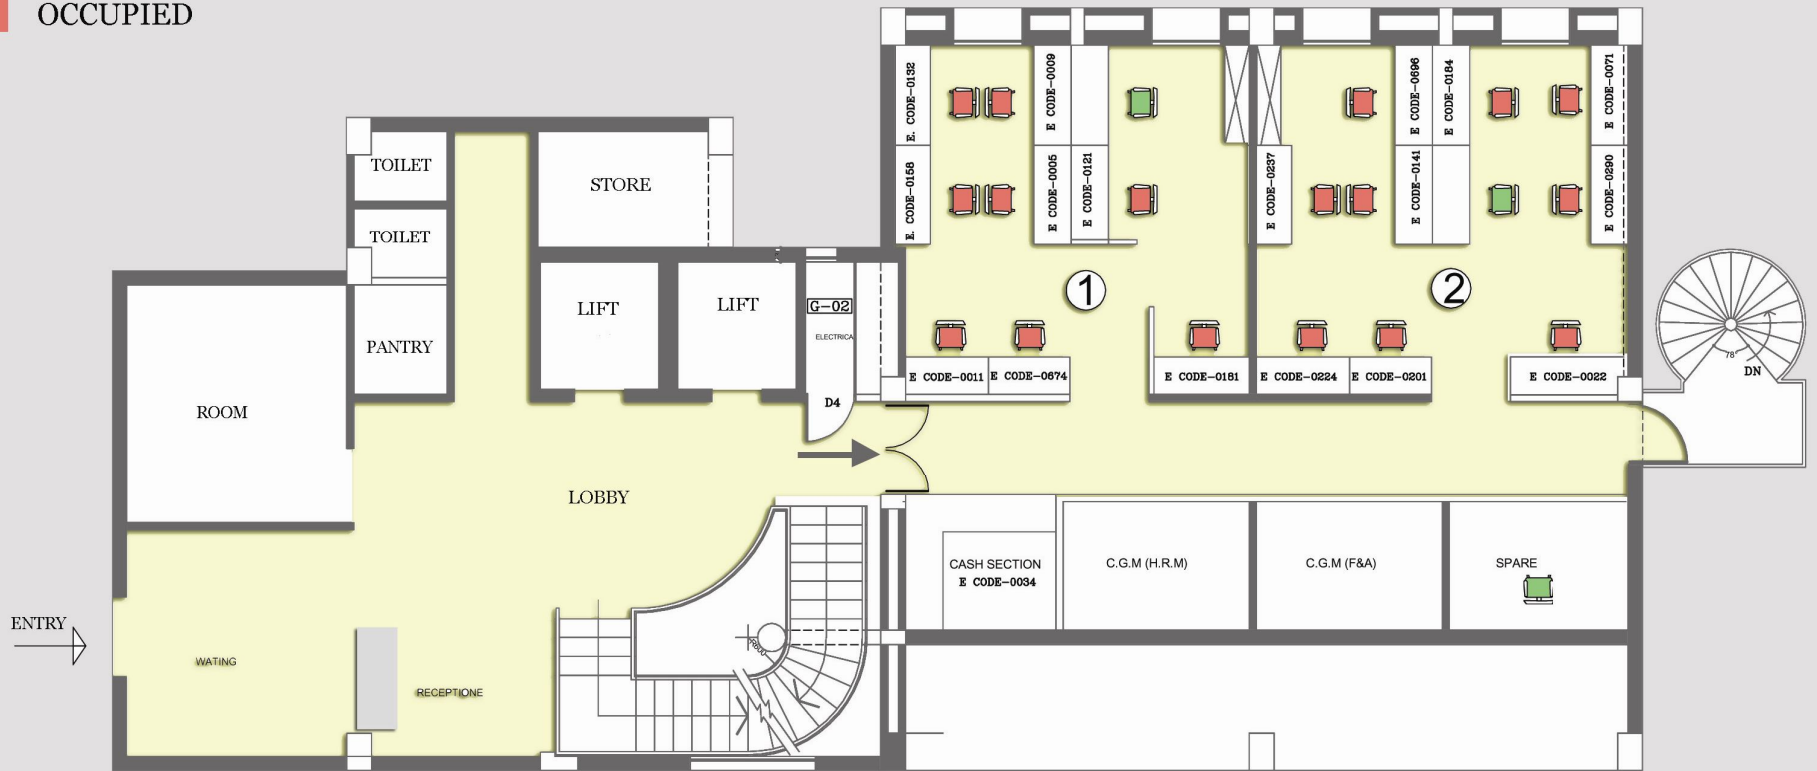 OCCUPIED
TOILET
TOILET
PANTRY
STORE
LIFT
LIFT
G-02
ELECTRICA
D4
ROOM
LOBBY
ENTRY
WATING
RECEPTIONE
E. CODE-0132
E. CODE-0158
E CODE-0009
E CODE-0005
E CODE-0121
1
E CODE-0011
E CODE-0674
E CODE-0181
E CODE-0237
E CODE-0696
E CODE-0184
E CODE-0141
E CODE-0071
E CODE-0290
2
E CODE-0224
E CODE-0201
E CODE-0022
78°
DN
CASH SECTION
E CODE-0034
C.G.M (H.R.M)
C.G.M (F&A)
SPARE